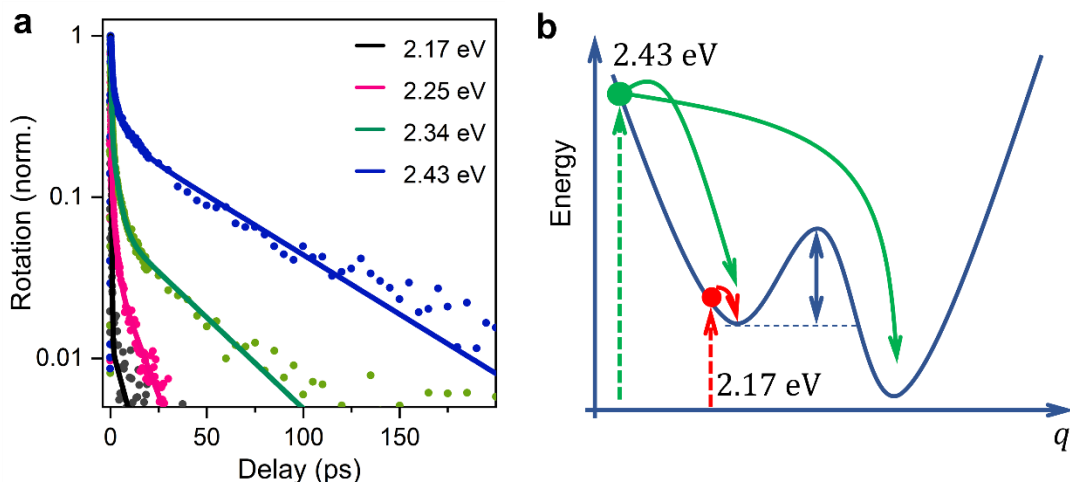 a
Rotation (norm.)
1
0.1
0.01
2.17 eV
2.25 eV
2.34 eV
2.43 eV
0
50
100
150
Delay (ps)
b
Energy
2.43 eV
2.17 eV
q